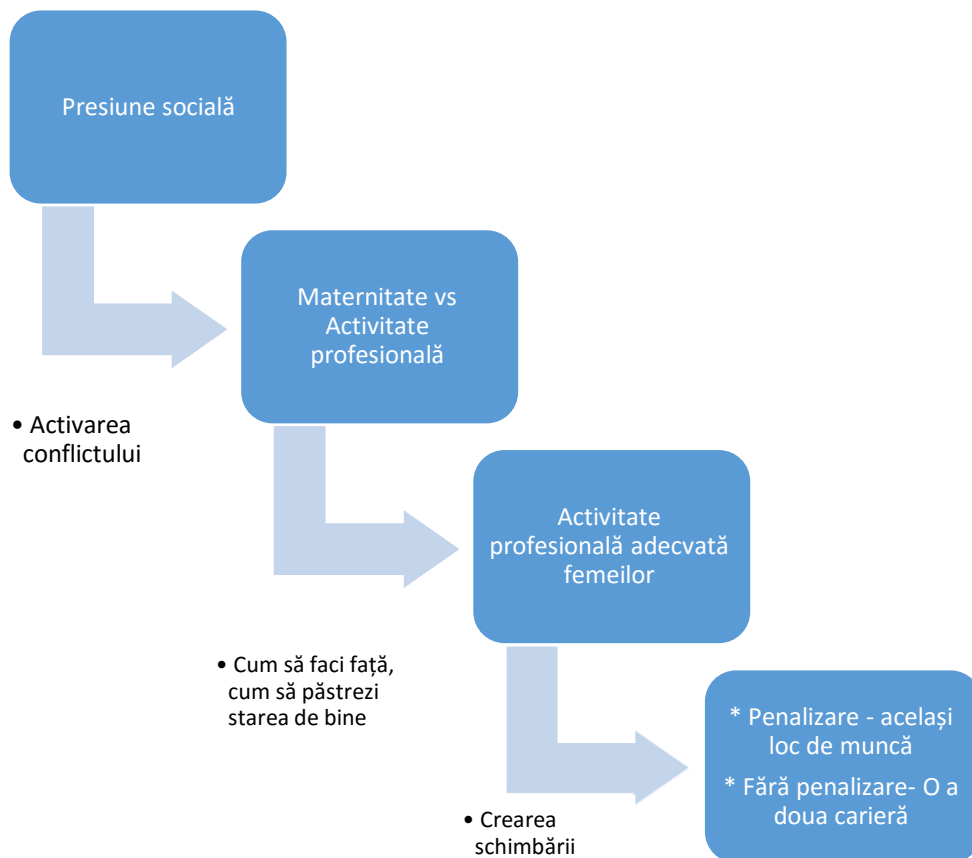 Presiune socială
Maternitate vs
Activitate
profesională
• Activarea
conflictului
Activitate
profesională adecvată
femeilor
• Cum să faci față,
cum să păstrezi
starea de bine
* Penalizare - același
loc de muncă
* Fără penalizare- O a
doua carieră
• Crearea
schimbării